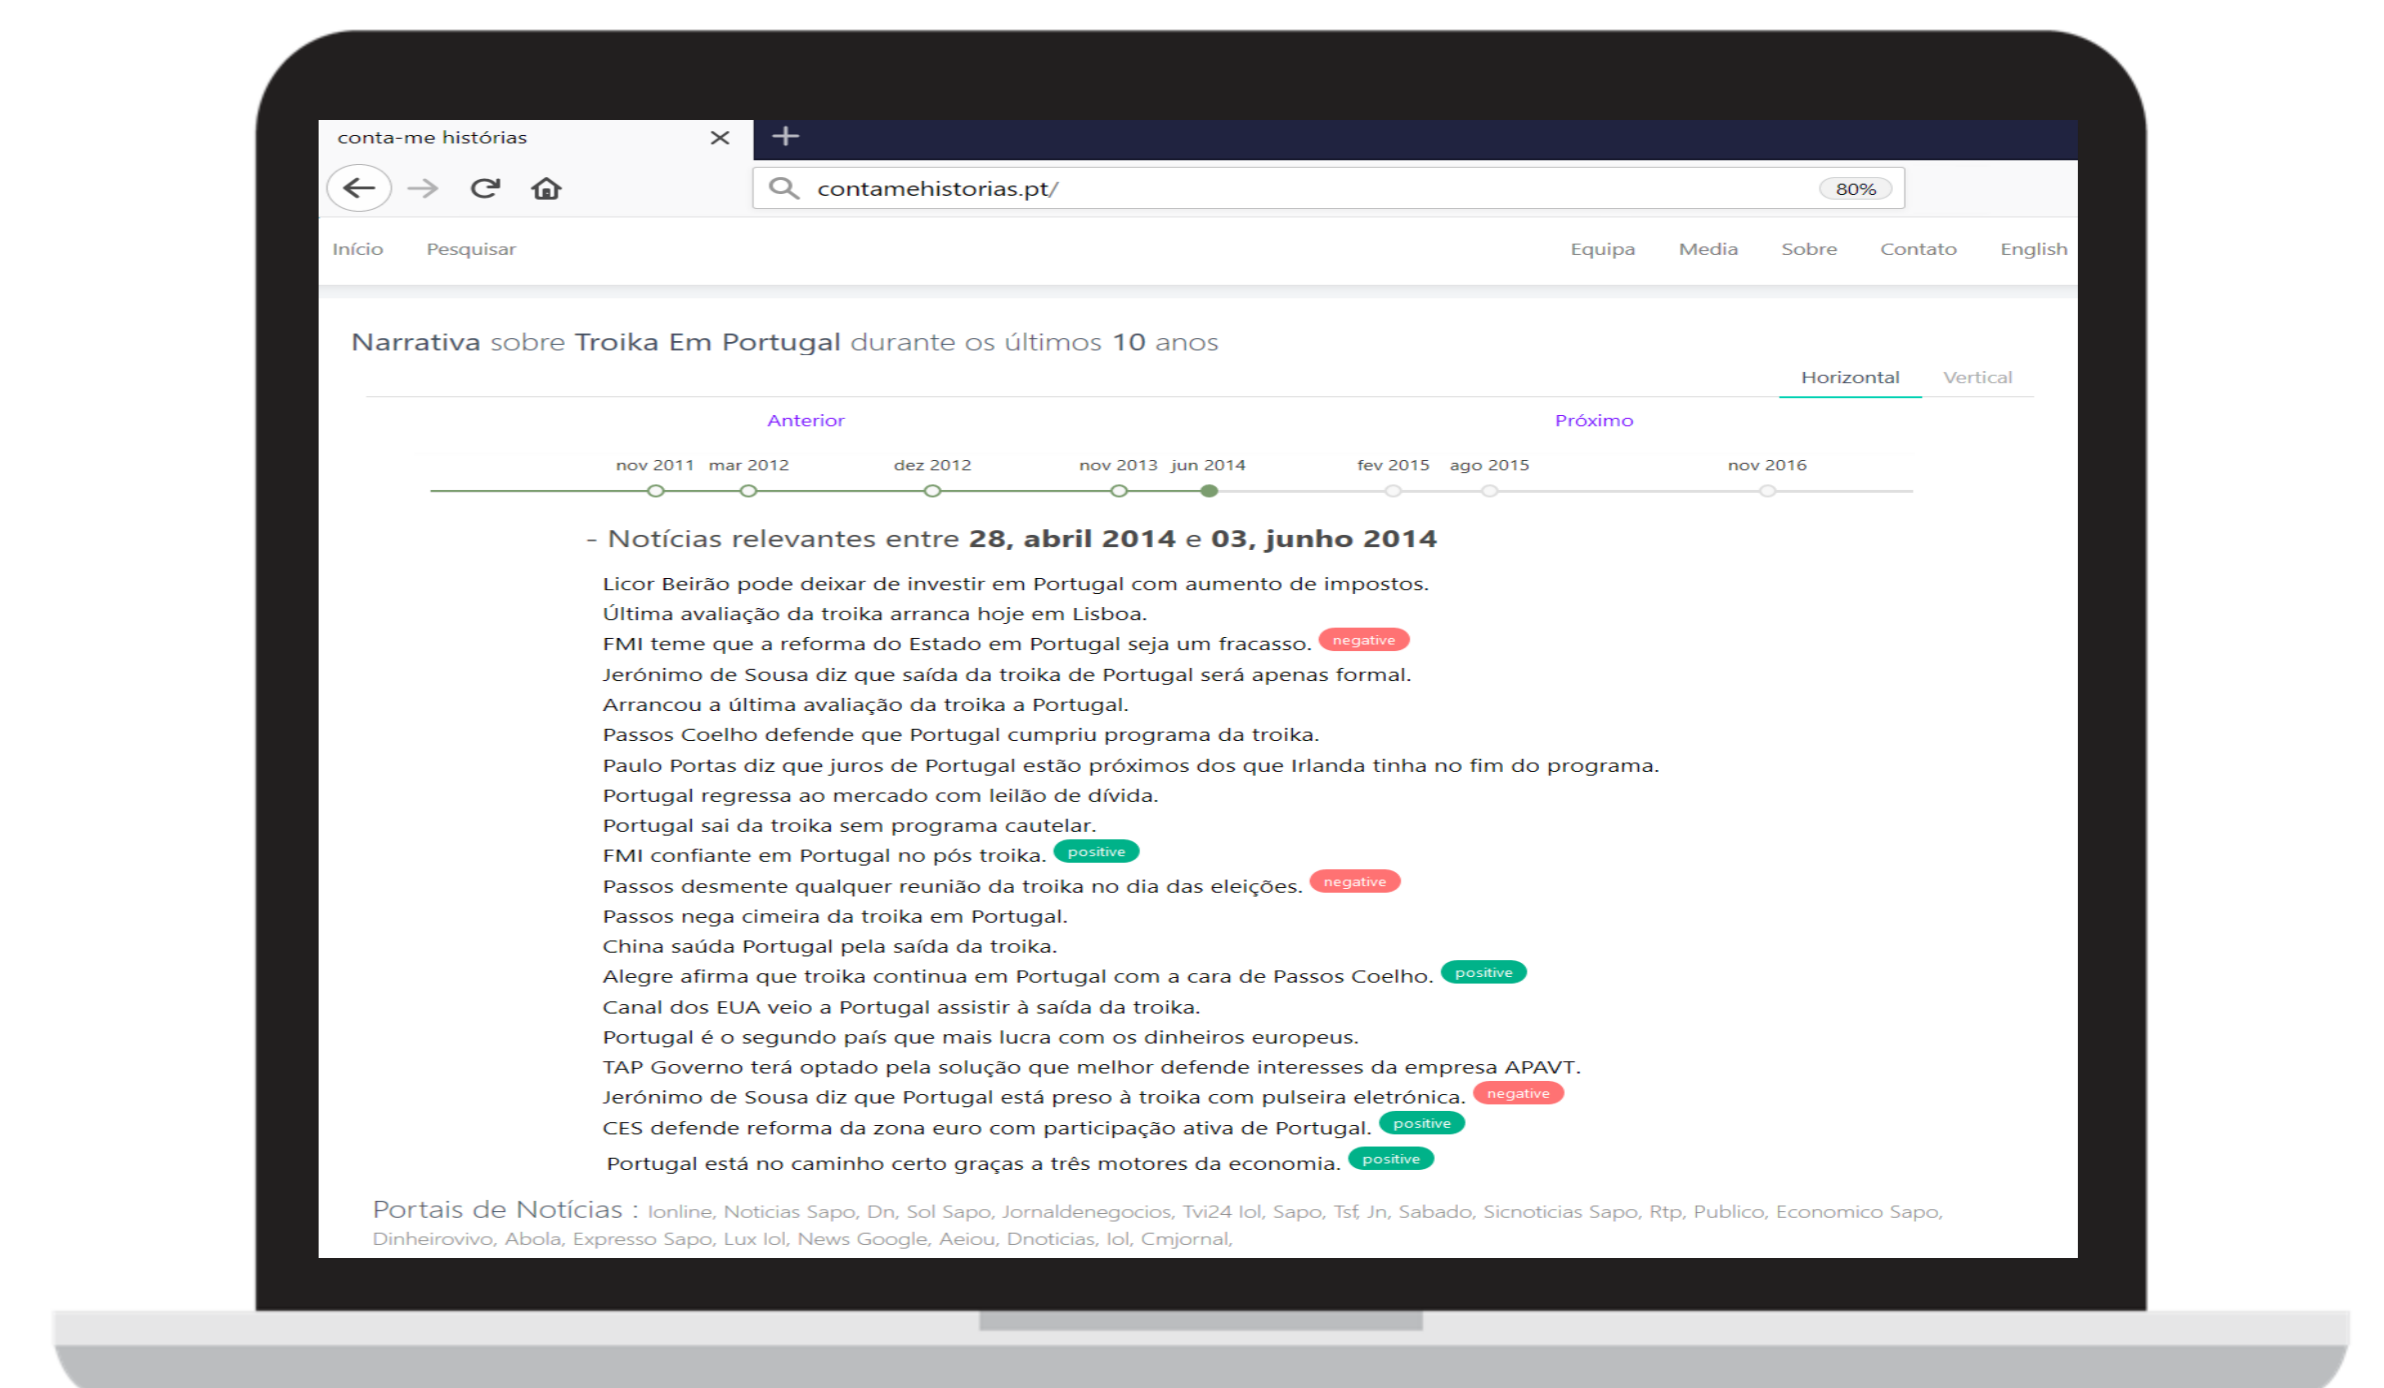 conta-me histórias
contamehistorias.pt/ 80%
Início Pesquisar Equipa Media Sobre Contato English
Narrativa sobre Troika Em Portugal durante os últimos 10 anos
Horizontal Vertical
Anterior Próximo
nov 2011 mar 2012 dez 2012 nov 2013 jun 2014 fev 2015 ago 2015 nov 2016
- Notícias relevantes entre 28, abril 2014 e 03, junho 2014
Licor Beirão pode deixar de investir em Portugal com aumento de impostos.
Última avaliação da troika arranca hoje em Lisboa.
FMI teme que a reforma do Estado em Portugal seja um fracasso. negative
Jerónimo de Sousa diz que saída da troika de Portugal será apenas formal.
Arrancou a última avaliação da troika a Portugal.
Passos Coelho defende que Portugal cumpriu programa da troika.
Paulo Portas diz que juros de Portugal estão próximos dos que Irlanda tinha no fim do programa.
Portugal regressa ao mercado com leilão de dívida.
Portugal sai da troika sem programa cautelar.
FMI confiante em Portugal no pós troika. positive
Passos desmente qualquer reunião da troika no dia das eleições. negative
Passos nega cimeira da troika em Portugal.
China saúda Portugal pela saída da troika.
Alegre afirma que troika continua em Portugal com a cara de Passos Coelho. positive
Canal dos EUA veio a Portugal assistir à saída da troika.
Portugal é o segundo país que mais lucra com os dinheiros europeus.
TAP Governo terá optado pela solução que melhor defende interesses da empresa APAVT.
Jerónimo de Sousa diz que Portugal está preso à troika com pulseira eletrónica. negative
CES defende reforma da zona euro com participação ativa de Portugal. positive
Portugal está no caminho certo graças a três motores da economia. positive
Portais de Notícias : Ionline, Noticias Sapo, Dn, Sol Sapo, Jornaldenegocios, Tvi24 Iol, Sapo, Tsf, Jn, Sabado, Sicnoticias Sapo, Rtp, Publico, Economico Sapo,
Dinheirovivo, Abola, Expresso Sapo, Lux Iol, News Google, Aeiou, Dnoticias, Iol, Cmjornal,